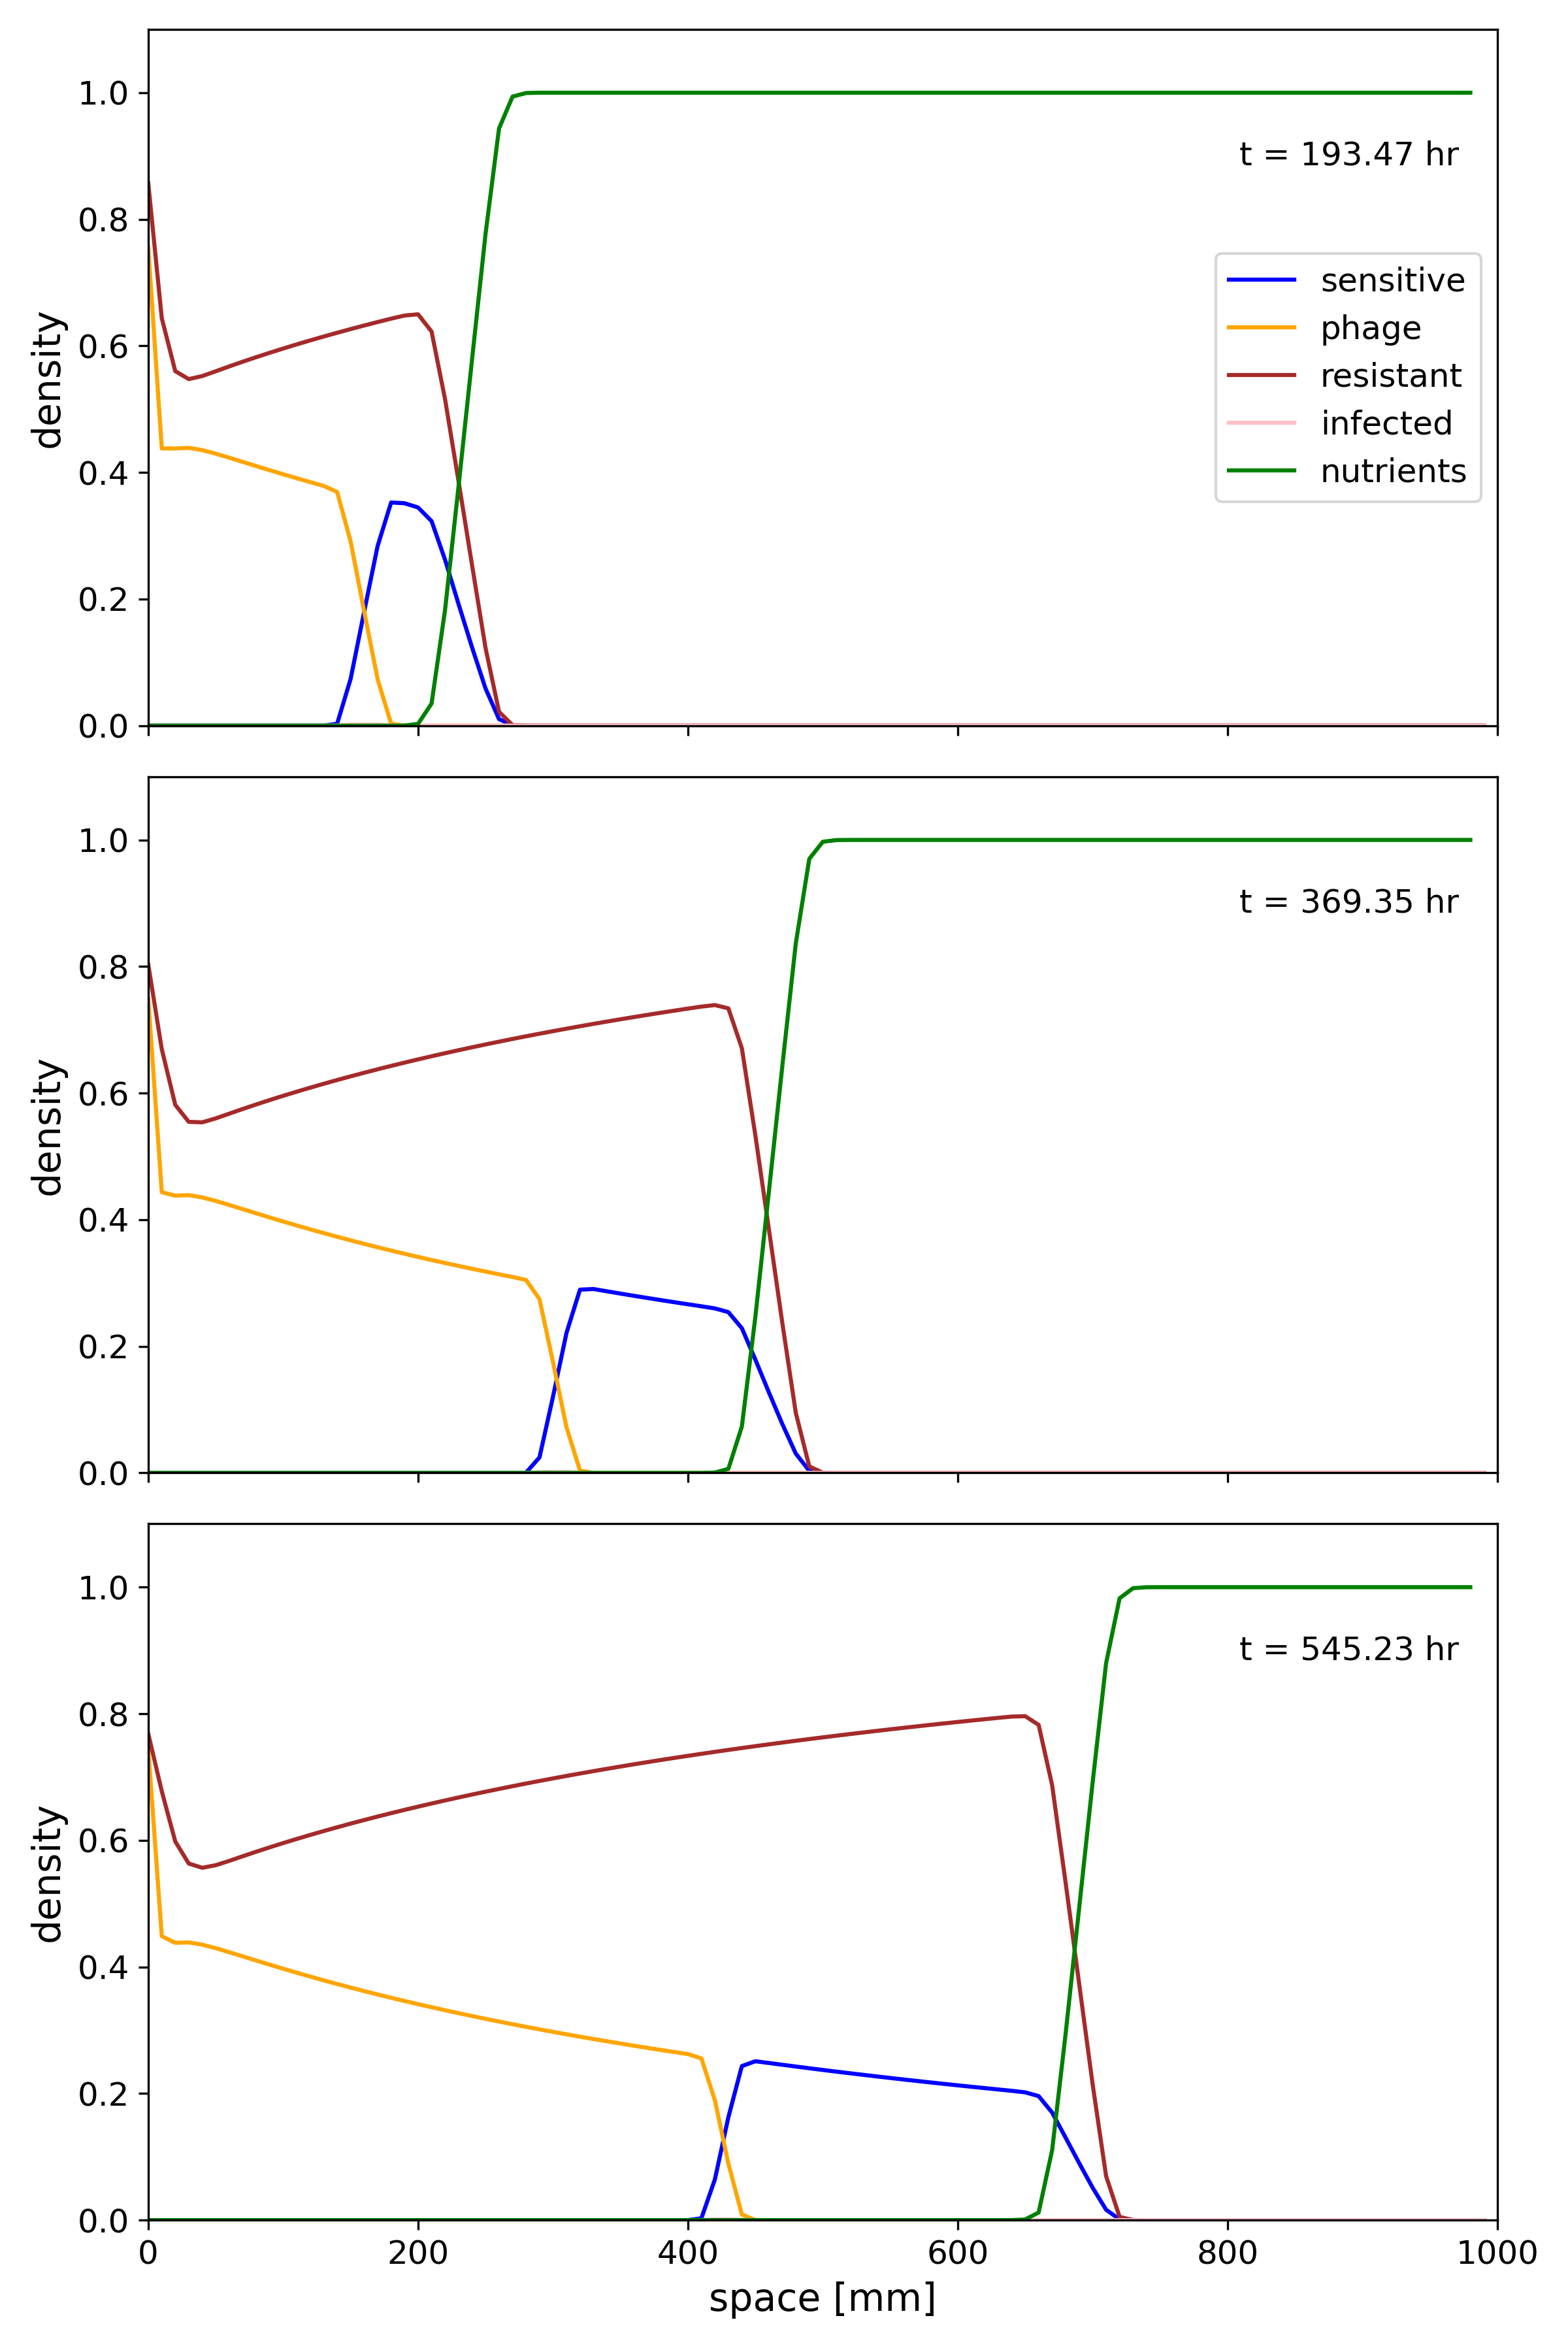 1.0
t = 193.47 hr
0.8
sensitive
phage
0.6
resistant
infected
0.4
nutrients
0.2
0.0
density
1.0
t = 369.35 hr
0.8
0.6
0.4
0.2
0.0
density
1.0
t = 545.23 hr
0.8
0.6
0.4
0.2
0.0
density
0 200 400 600 800 1000
space [mm]